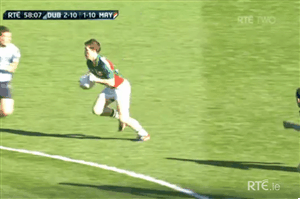 RTÉ 58:07 DUB 2-10 1-10 MAY
RTÉ TWO
RTÉ.ie